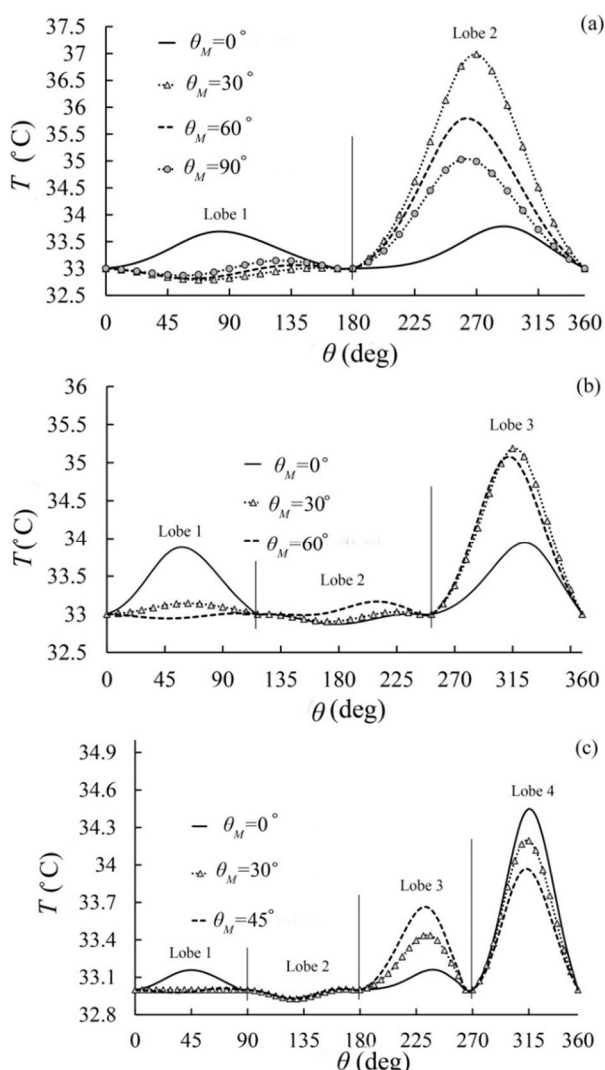 (a)
37.5
37
36.5
36
35.5
35
34.5
34
33.5
33
32.5
T (°C)
θM=0°
θM=30°
θM=60°
θM=90°
Lobe 1
Lobe 2
0 45 90 135 180 225 270 315 360
θ (deg)
(b)
36
35.5
35
34.5
34
33.5
33
32.5
T(°C)
θM=0°
θM=30°
θM=60°
Lobe 1
Lobe 2
Lobe 3
0 45 90 135 180 225 270 315 360
θ (deg)
(c)
34.9
34.6
34.3
34
33.7
33.4
33.1
32.8
T (°C)
θM=0°
θM=30°
θM=45°
Lobe 1
Lobe 2
Lobe 3
Lobe 4
0 45 90 135 180 225 270 315 360
θ (deg)